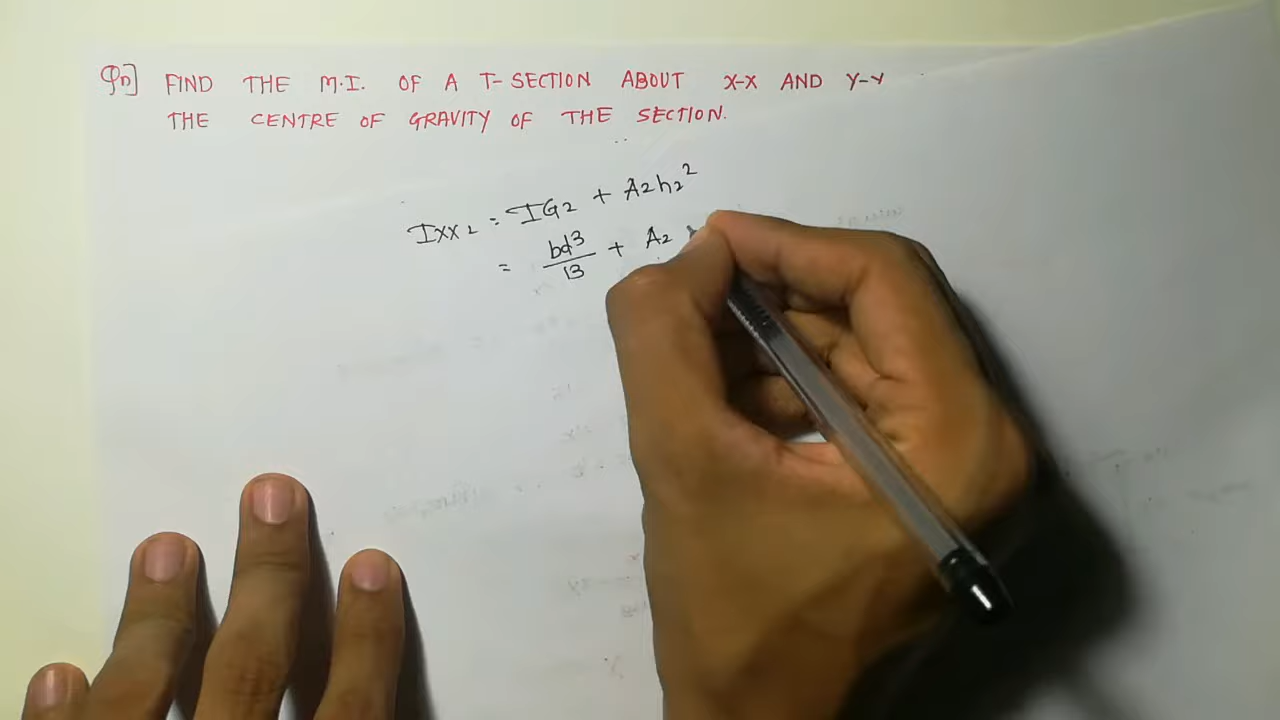 Qn] FIND THE M.I. OF A T-SECTION ABOUT X-X AND Y-Y
THE CENTRE OF GRAVITY OF THE SECTION.
IXX2 = IG2 + A2h2²
= bd³/13 + A2